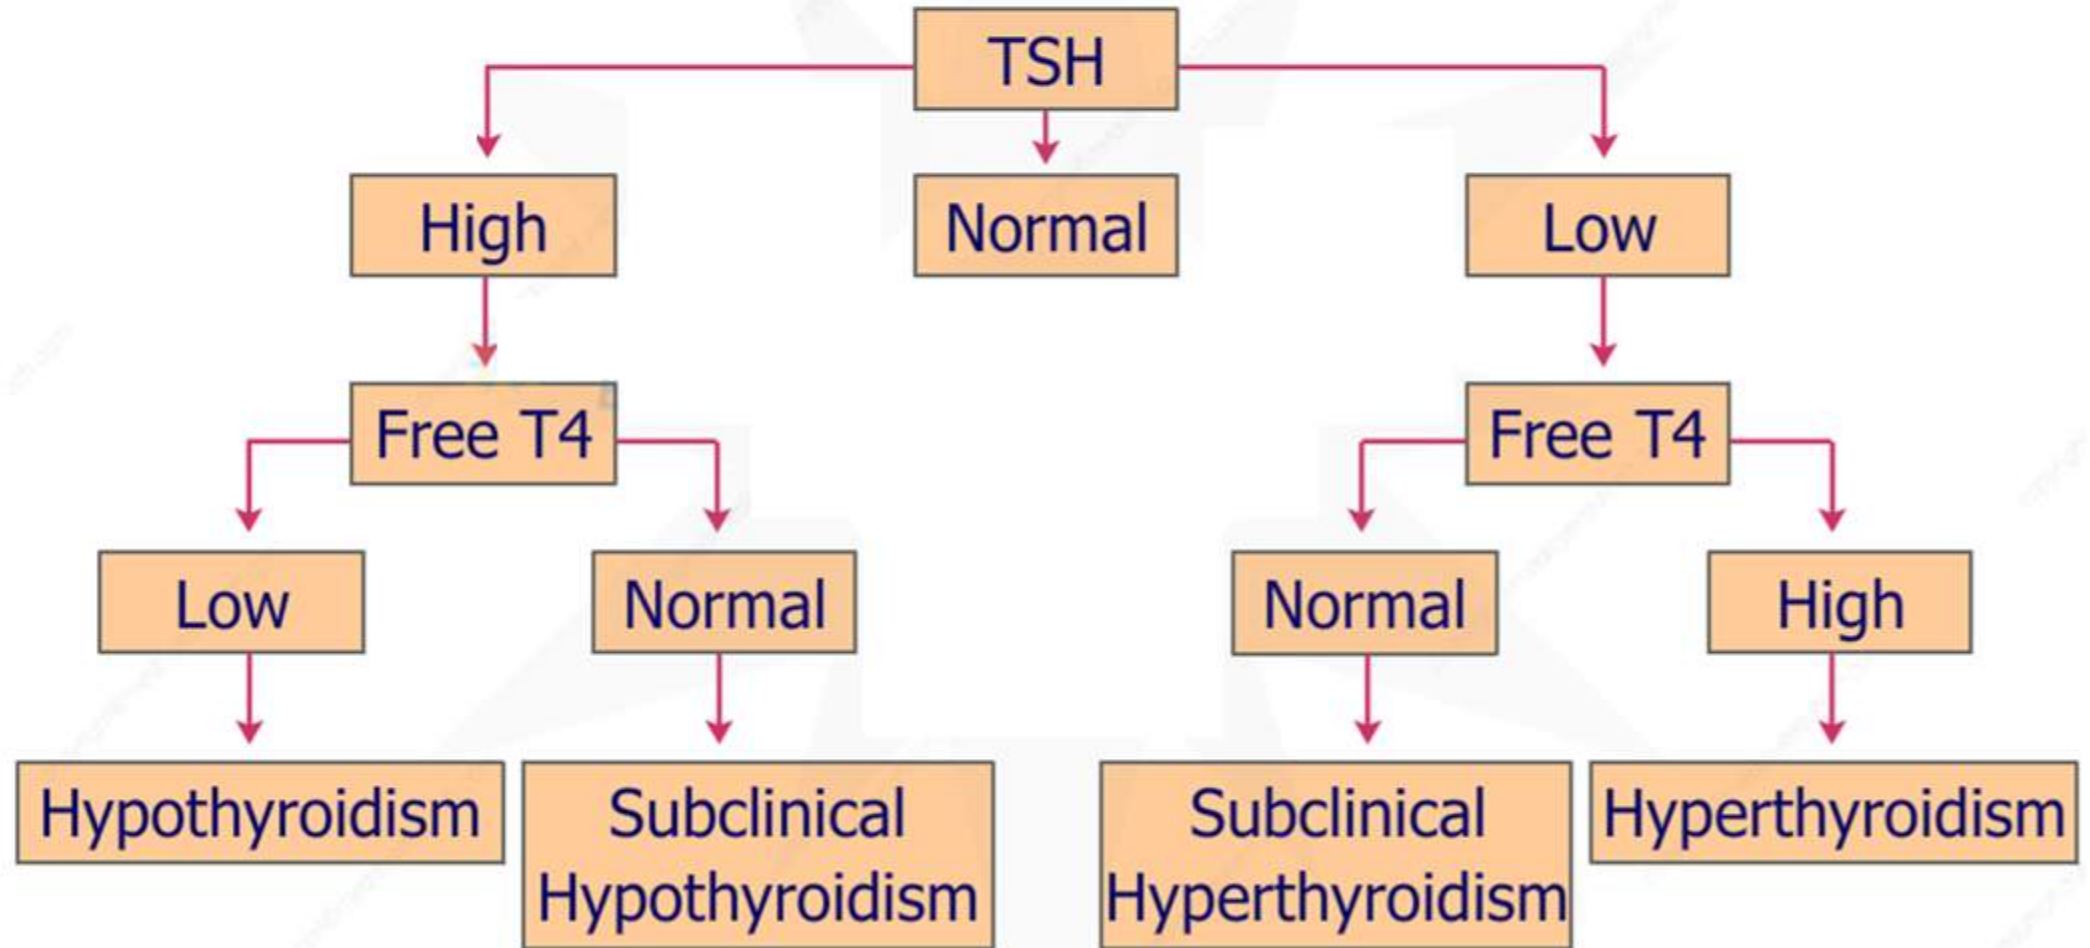 TSH
High
Normal
Low
Free T4
Free T4
Low
Normal
Normal
High
Hypothyroidism
Subclinical
Hypothyroidism
Subclinical
Hyperthyroidism
Hyperthyroidism